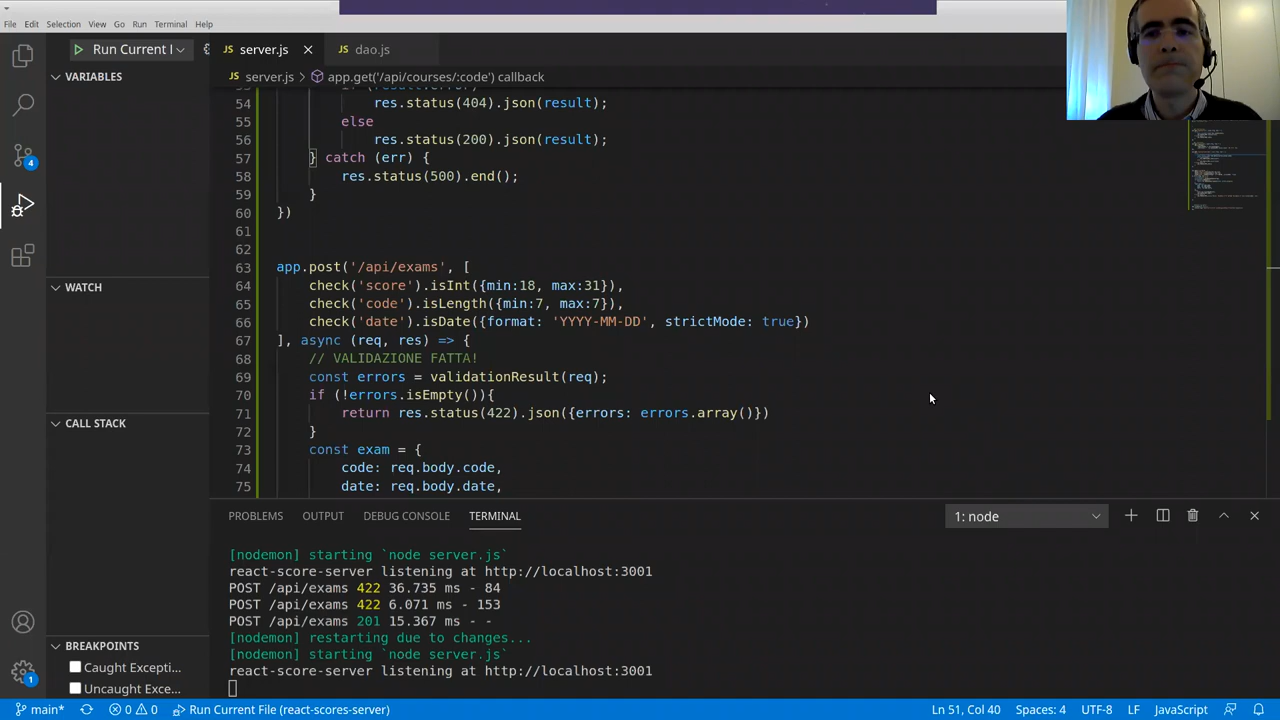 File Edit Selection View Go Run Terminal Help
Run Current
server.js
dao.js
server.js > app.get('/api/courses/:code') callback
VARIABLES
WATCH
CALL STACK
BREAKPOINTS
Caught Excepti...
Uncaught Exce...
4
1
54 res.status(404).json(result);
55 else
56 res.status(200).json(result);
57 } catch (err) {
58 res.status(500).end();
59 }
60 })
61
62
63 app.post('/api/exams', [
64 check('score').isInt({min:18, max:31}),
65 check('code').isLength({min:7, max:7}),
66 check('date').isDate({format: 'YYYY-MM-DD', strictMode: true})
67 ], async (req, res) => {
68 // VALIDAZIONE FATTA!
69 const errors = validationResult(req);
70 if (!errors.isEmpty()){
71 return res.status(422).json({errors: errors.array()})
72 }
73 const exam = {
74 code: req.body.code,
75 date: req.body.date,
PROBLEMS OUTPUT DEBUG CONSOLE TERMINAL
1: node
[nodemon] starting `node server.js`
react-score-server listening at http://localhost:3001
POST /api/exams 422 36.735 ms - 84
POST /api/exams 422 6.071 ms - 153
POST /api/exams 201 15.367 ms - -
[nodemon] restarting due to changes...
[nodemon] starting `node server.js`
react-score-server listening at http://localhost:3001
main* 0 0 Run Current File (react-scores-server)
Ln 51, Col 40 Spaces: 4 UTF-8 LF JavaScript